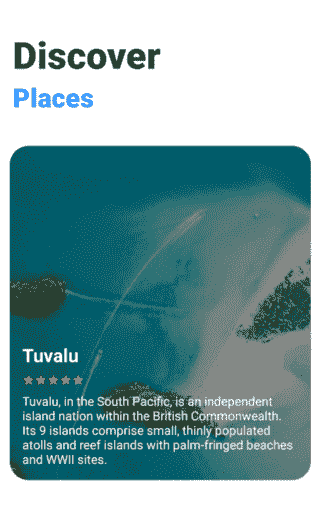 Discover
Places
Tuvalu
Tuvalu, in the South Pacific, is an independent
island nation within the British Commonwealth.
Its 9 islands comprise small, thinly populated
atolls and reef islands with palm-fringed beaches
and WWII sites.